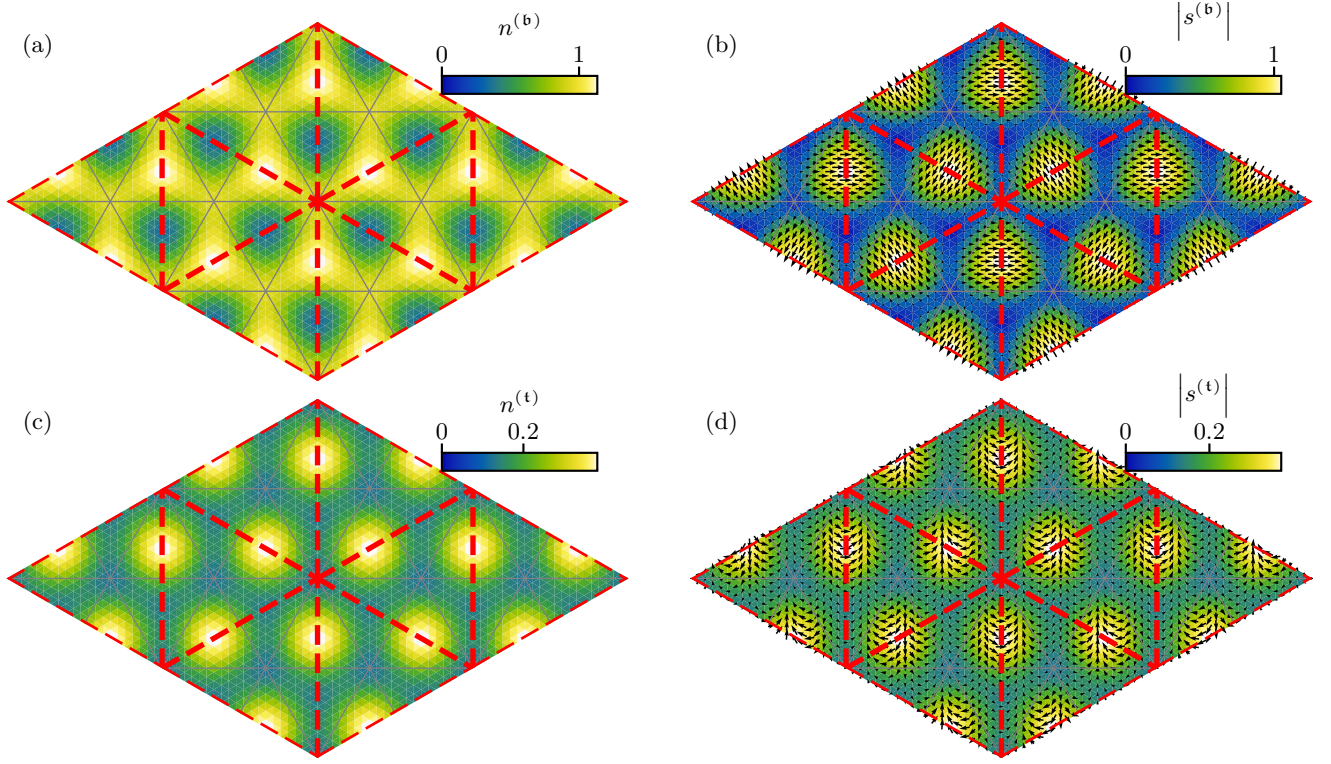 (a) n^(𝔟)
0 1
(b) |s^(𝔟)|
0 1
(c) n^(𝔱)
0 0.2
(d) |s^(𝔱)|
0 0.2